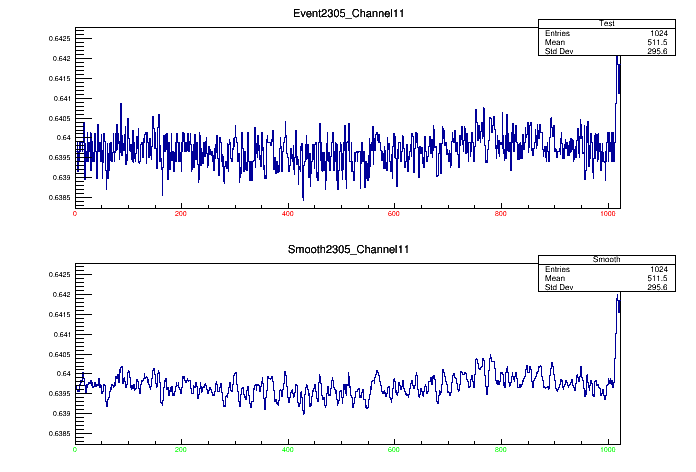 Event2305_Channel11
Test
Entries 1024
Mean 511.5
Std Dev 295.6
0.6425
0.642
0.6415
0.641
0.6405
0.64
0.6395
0.639
0.6385
0 200 400 600 800 1000
Smooth2305_Channel11
Smooth
Entries 1024
Mean 511.5
Std Dev 295.6
0.6425
0.642
0.6415
0.641
0.6405
0.64
0.6395
0.639
0.6385
0 200 400 600 800 1000